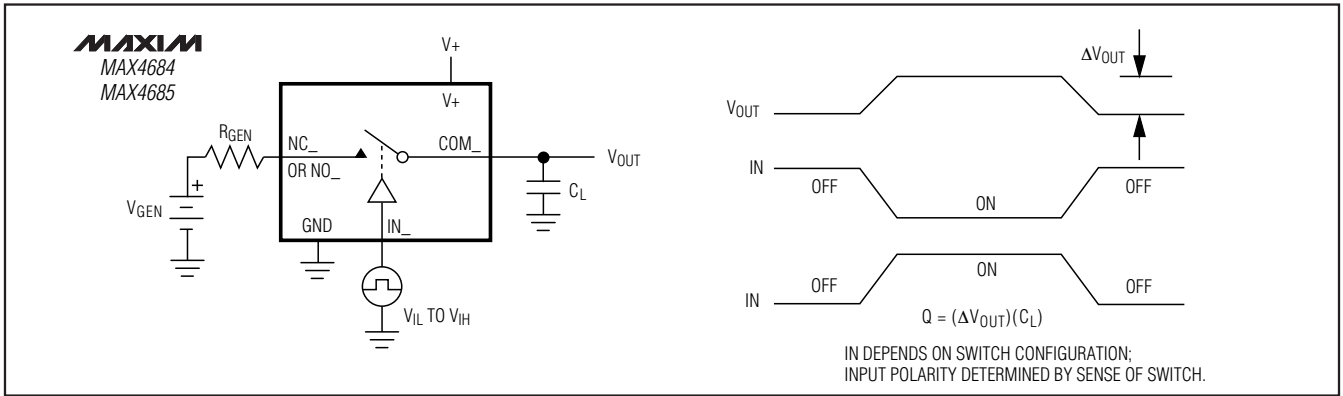 MAXIM
MAX4684
MAX4685
V+
V+
RGEN
NC_
OR NO_
COM_
VOUT
CL
VGEN
+
GND
IN_
VIL TO VIH
ΔVOUT
VOUT
IN
OFF
ON
OFF
IN
OFF
ON
OFF
Q = (ΔVOUT)(CL)
IN DEPENDS ON SWITCH CONFIGURATION;
INPUT POLARITY DETERMINED BY SENSE OF SWITCH.